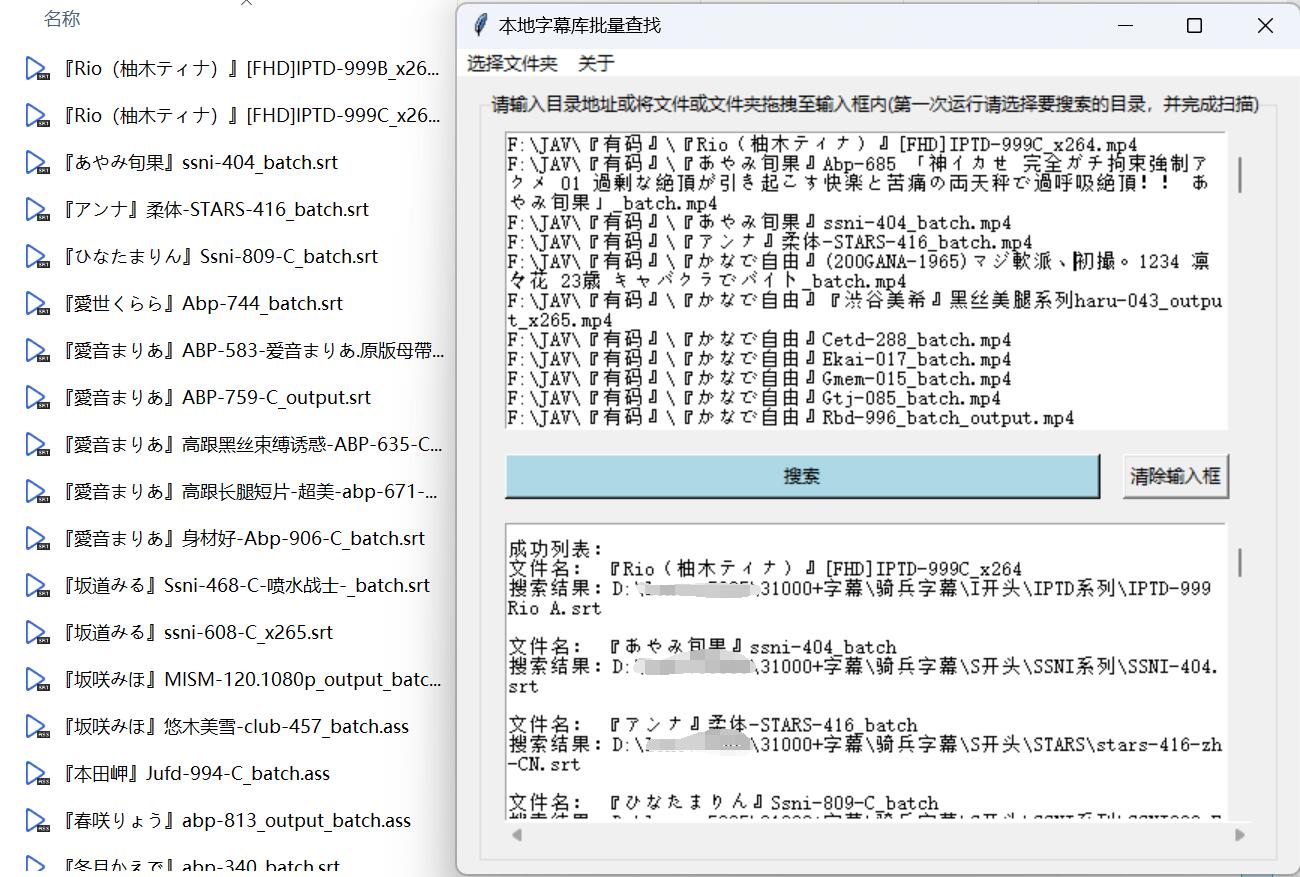 名称
『Rio（柚木ティナ）』[FHD]IPTD-999B_x26...
『Rio（柚木ティナ）』[FHD]IPTD-999C_x26...
『あやみ旬果』ssni-404_batch.srt
『アンナ』柔体-STARS-416_batch.srt
『ひなたまりん』Ssni-809-C_batch.srt
『愛世くらら』Abp-744_batch.srt
『愛音まりあ』ABP-583-爱音まりあ.原版母帶...
『愛音まりあ』ABP-759-C_output.srt
『愛音まりあ』高跟黑丝束缚诱惑-ABP-635-C...
『愛音まりあ』高跟长腿短片-超美-abp-671-...
『愛音まりあ』身材好-Abp-906-C_batch.srt
『坂道みる』Ssni-468-C-喷水战士-_batch.srt
『坂道みる』ssni-608-C_x265.srt
『坂咲みほ』MISM-120.1080p_output_batc...
『坂咲みほ』悠木美雪-club-457_batch.ass
『本田岬』Jufd-994-C_batch.ass
『春咲りょう』abp-813_output_batch.ass
『冬月かえで』abp-340_batch.srt
本地字幕库批量查找
选择文件夹 关于
请输入目录地址或将文件或文件夹拖拽至输入框内(第一次运行请选择要搜索的目录，并完成扫描)
F:\JAV\『有码』\『Rio（柚木ティナ）』[FHD]IPTD-999C_x264.mp4
F:\JAV\『有码』\『あやみ旬果』Abp-685 「神イカせ 完全ガチ拘束強制ア
クメ 01 過剰な絶頂が引き起こす快楽と苦痛の両天秤で過呼吸絶頂！！ あ
やみ旬果」_batch.mp4
F:\JAV\『有码』\『あやみ旬果』ssni-404_batch.mp4
F:\JAV\『有码』\『アンナ』柔体-STARS-416_batch.mp4
F:\JAV\『有码』\『かなで自由』(200GANA-1965)マジ軟派、初撮。1234 凛
々花 23歳 キャバクラでバイト_batch.mp4
F:\JAV\『有码』\『かなで自由』『渋谷美希』黑丝美腿系列haru-043_outpu
t_x265.mp4
F:\JAV\『有码』\『かなで自由』Cetd-288_batch.mp4
F:\JAV\『有码』\『かなで自由』Ekai-017_batch.mp4
F:\JAV\『有码』\『かなで自由』Gmem-015_batch.mp4
F:\JAV\『有码』\『かなで自由』Gtj-085_batch.mp4
F:\JAV\『有码』\『かなで自由』Rbd-996_batch_output.mp4
搜索 清除输入框
成功列表：
文件名： 『Rio（柚木ティナ）』[FHD]IPTD-999C_x264
搜索结果：D:\ \31000+字幕\骑兵字幕\I开头\IPTD系列\IPTD-999
Rio A.srt
文件名： 『あやみ旬果』ssni-404_batch
搜索结果：D:\ \31000+字幕\骑兵字幕\S开头\SSNI系列\SSNI-404.
srt
文件名： 『アンナ』柔体-STARS-416_batch
搜索结果：D:\ \31000+字幕\骑兵字幕\S开头\STARS\stars-416-zh
-CN.srt
文件名： 『ひなたまりん』Ssni-809-C_batch